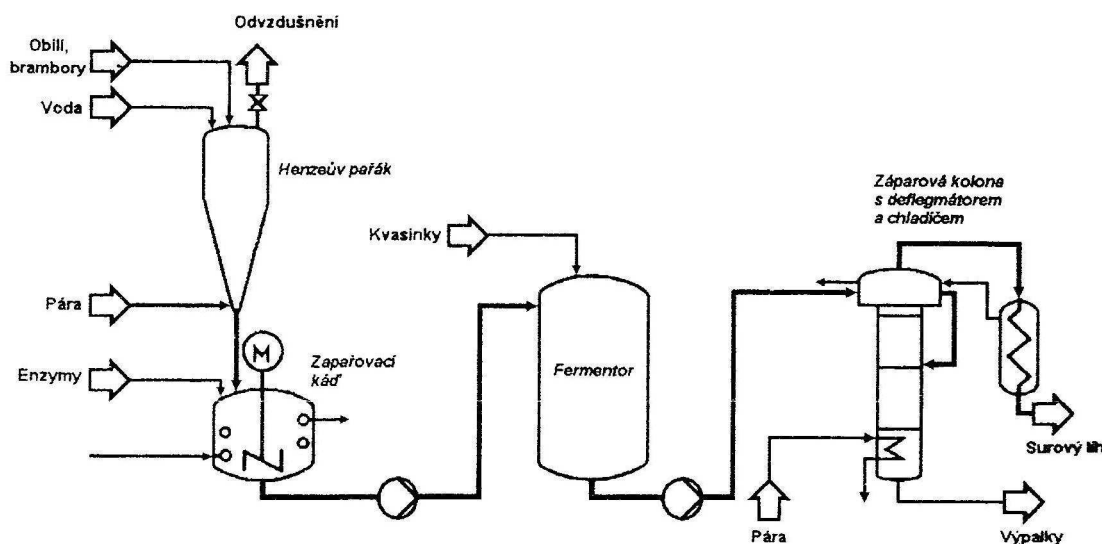 Odvzdušnění
Obilí,
brambory
Voda
Henzeův pařák
Záparová kolona
s deflegmátorem
a chladičem
Kvasinky
Pára
M
Zapařovací
káď
Enzymy
Fermentor
Surový líh
Pára
Výpalky